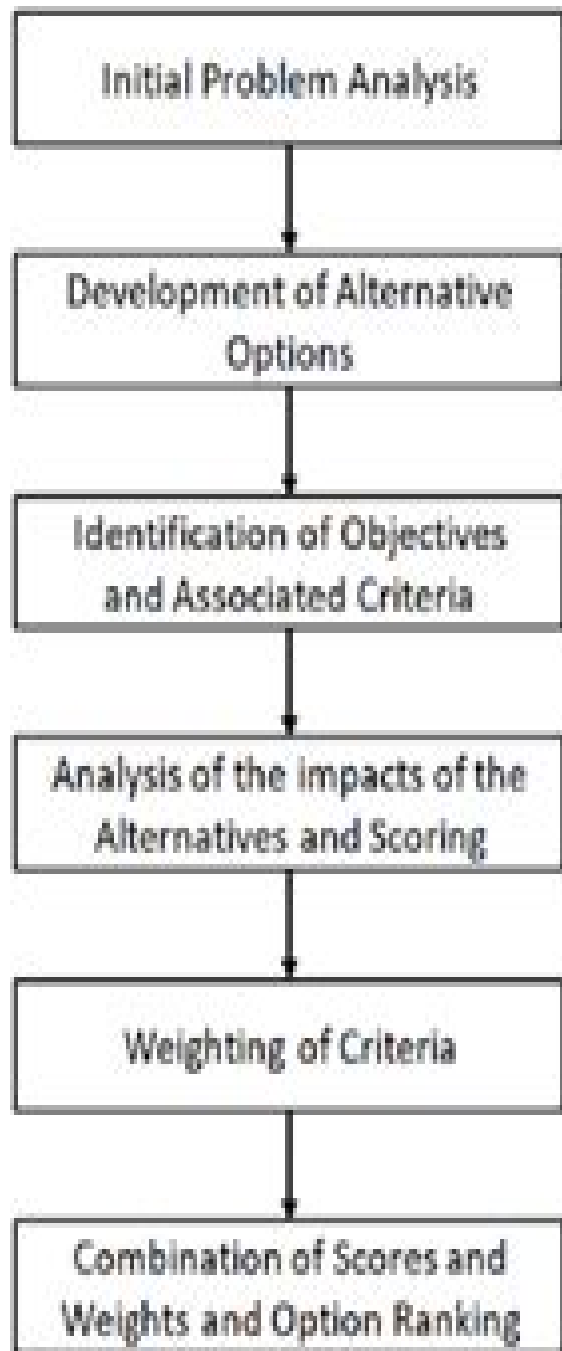 Initial Problem Analysis
Development of Alternative
Options
Identification of Objectives
and Associated Criteria
Analysis of the impacts of the
Alternatives and Scoring
Weighting of Criteria
Combination of Scores and
Weights and Option Ranking